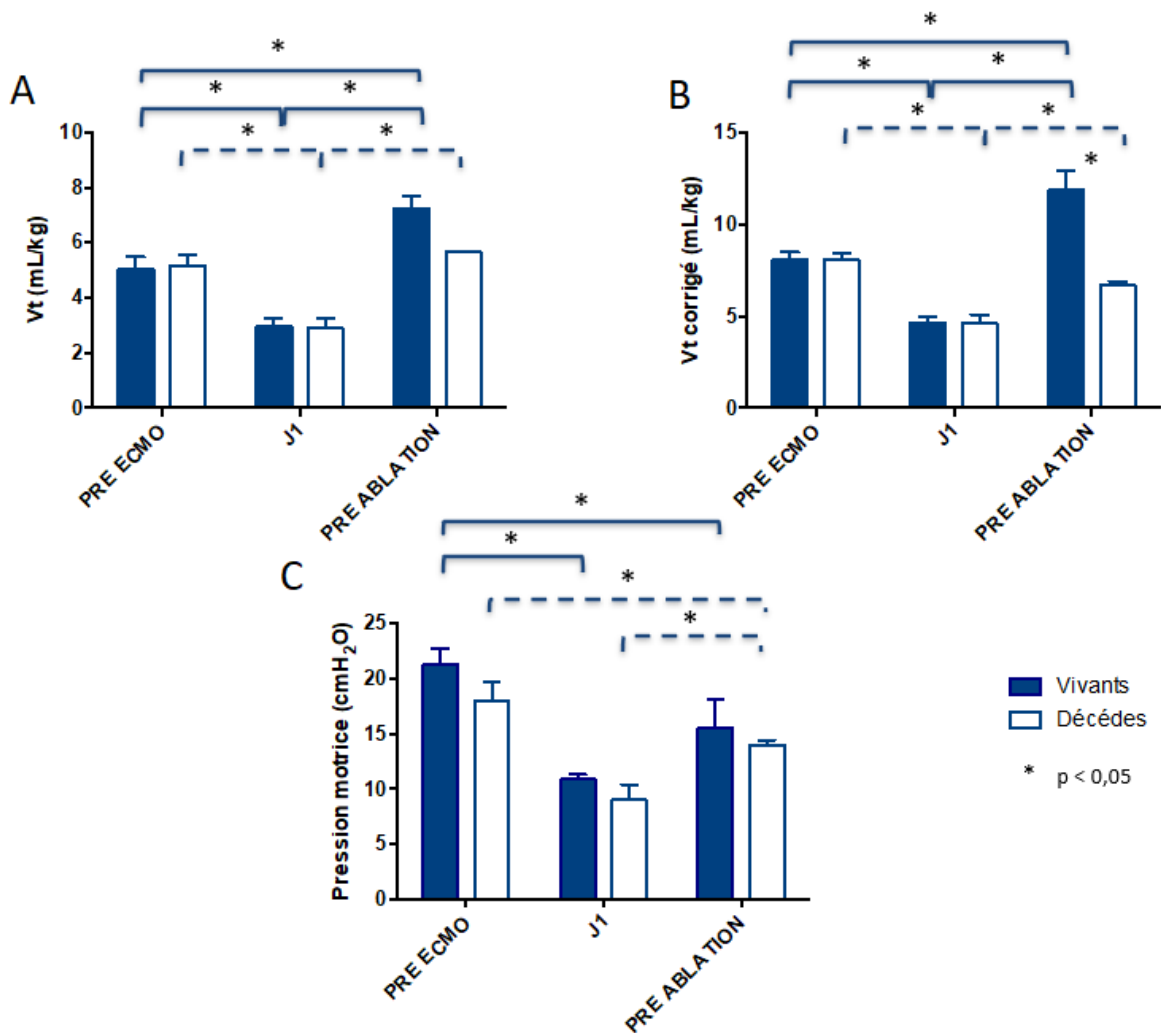 A
*
*
*
*
*
10
8
6
4
2
0
Vt (mL/kg)
PRE ECMO
J1
PRE ABLATION
B
*
*
*
*
*
*
15
10
5
0
Vt corrigé (mL/kg)
PRE ECMO
J1
PRE ABLATION
C
*
*
*
*
25
20
15
10
5
0
Pression motrice (cmH₂O)
PRE ECMO
J1
PRE ABLATION
Vivants
Décédes
* p < 0,05